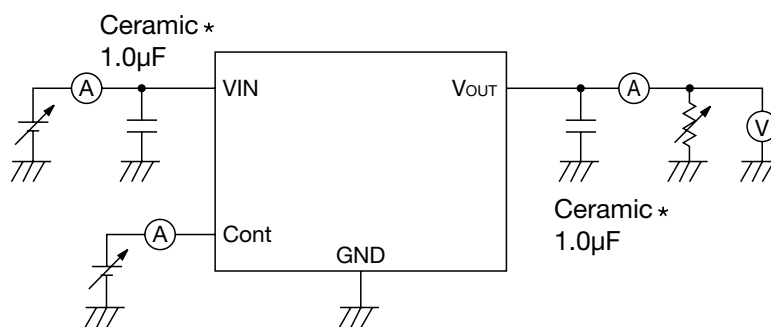 Ceramic *
1.0µF
A
VIN
VOUT
A
V
Ceramic *
1.0µF
A
Cont
GND